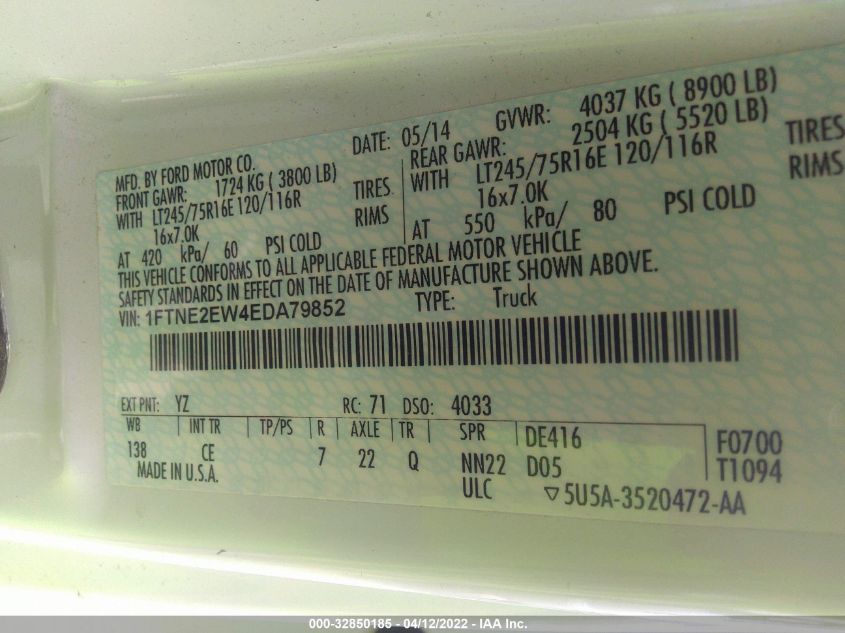 MFD. BY FORD MOTOR CO.
DATE: 05/14
GVWR: 4037 KG ( 8900 LB)
FRONT GAWR: 1724 KG ( 3800 LB)
REAR GAWR: 2504 KG ( 5520 LB)
WITH LT245/75R16E 120/116R TIRES
WITH LT245/75R16E 120/116R TIRES
16x7.0K RIMS
16x7.0K RIMS
AT 420 kPa/ 60 PSI COLD
AT 550 kPa/ 80 PSI COLD
THIS VEHICLE CONFORMS TO ALL APPLICABLE FEDERAL MOTOR VEHICLE
SAFETY STANDARDS IN EFFECT ON THE DATE OF MANUFACTURE SHOWN ABOVE.
VIN: 1FTNE2EW4EDA79852
TYPE: Truck
EXT PNT: YZ RC: 71 DSO: 4033
WB INT TR TP/PS R AXLE TR SPR DE416 F0700
138 CE 7 22 Q NN22 D05 T1094
MADE IN U.S.A. ULC ▽5U5A-3520472-AA
000-32850185 - 04/12/2022 - IAA Inc.